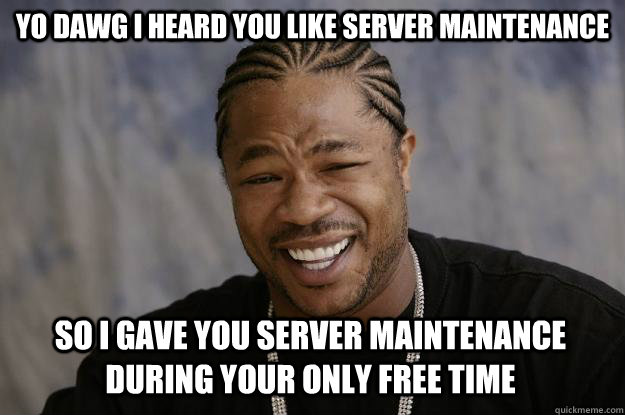 YO DAWG I HEARD YOU LIKE SERVER MAINTENANCE
SO I GAVE YOU SERVER MAINTENANCE
DURING YOUR ONLY FREE TIME
quickmeme.com